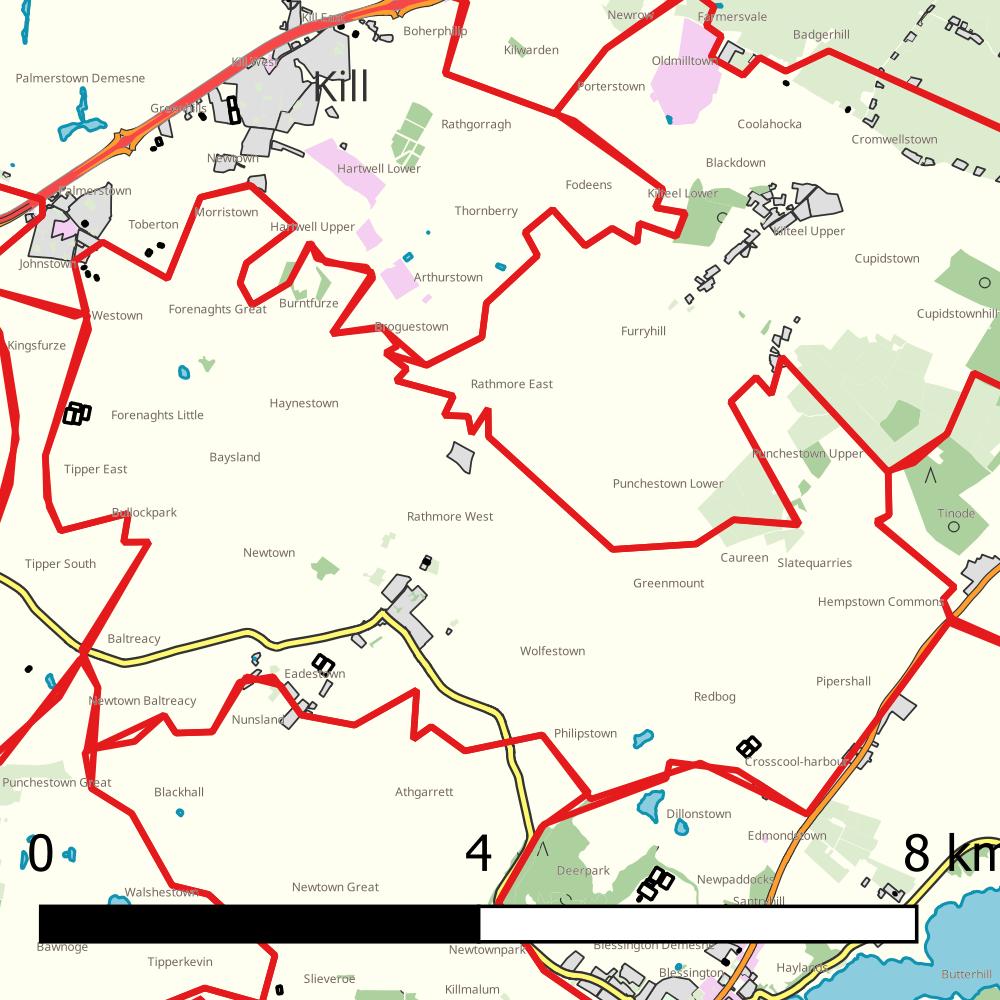 Kill East
Newrow
Farmersvale
Boherphilip
Badgerhill
Kilwarden
Kill West
Oldmilltown
Palmerstown Demesne
Kill
Porterstown
Greenhills
Rathgorragh
Coolahocka
Cromwellstown
Newtown
Hartwell Lower
Blackdown
Palmerstown
Fodeens
Kilteel Lower
Morristown
Thornberry
Toberton
Hartwell Upper
Kilteel Upper
Johnstown
Cupidstown
Arthurstown
Burntfurze
Forenaghts Great
Westown
Cupidstownhill
Broguestown
Furryhill
Kingsfurze
Rathmore East
Haynestown
Forenaghts Little
Baysland
Punchestown Upper
Tipper East
Punchestown Lower
Bullockpark
Rathmore West
Tinode
Newtown
Caureen
Slatequarries
Tipper South
Greenmount
Hempstown Commons
Baltreacy
Wolfestown
Eadestown
Pipershall
Newtown Baltreacy
Redbog
Nunsland
Philipstown
Crosscool-harbour
Punchestown Great
Blackhall
Athgarrett
Dillonstown
Edmondstown
0
4
8 km
Deerpark
Newpaddocks
Newtown Great
Walshestown
Santryhill
Bawnoge
Newtownpark
Blessington Demesne
Tipperkevin
Slieveroe
Blessington
Haylands
Butterhill
Killmalum